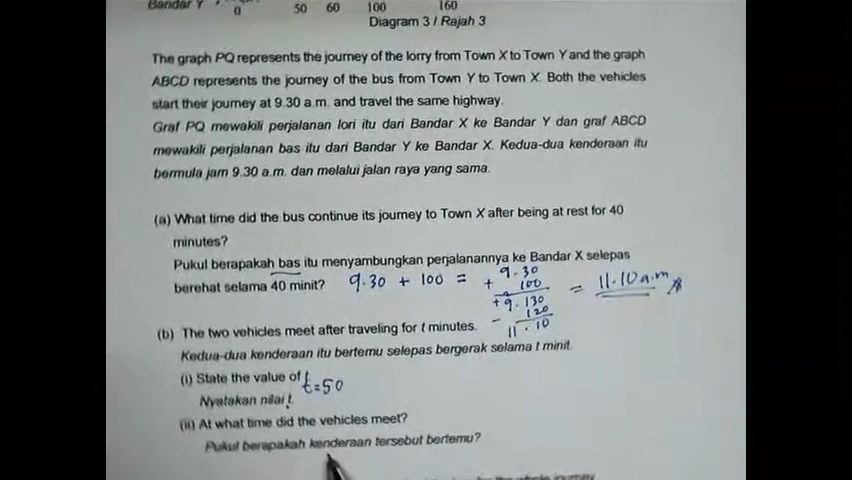 Bandar Y
0 50 60 100 160
Diagram 3 / Rajah 3
The graph PQ represents the journey of the lorry from Town X to Town Y and the graph
ABCD represents the journey of the bus from Town Y to Town X. Both the vehicles
start their journey at 9.30 a.m. and travel the same highway.
Graf PQ mewakili perjalanan lori itu dari Bandar X ke Bandar Y dan graf ABCD
mewakili perjalanan bas itu dari Bandar Y ke Bandar X. Kedua-dua kenderaan itu
bermula jam 9.30 a.m. dan melalui jalan raya yang sama.
(a) What time did the bus continue its journey to Town X after being at rest for 40
minutes?
Pukul berapakah bas itu menyambungkan perjalanannya ke Bandar X selepas
berehat selama 40 minit? 9.30 + 100 =
9.30
+ 100
+ 9.130
- 120
11.10
= 11.10 a.m
(b) The two vehicles meet after traveling for t minutes.
Kedua-dua kenderaan itu bertemu selepas bergerak selama t minit.
(i) State the value of t = 50
Nyatakan nilai t.
(ii) At what time did the vehicles meet?
Pukul berapakah kenderaan tersebut bertemu?
for the whole journey